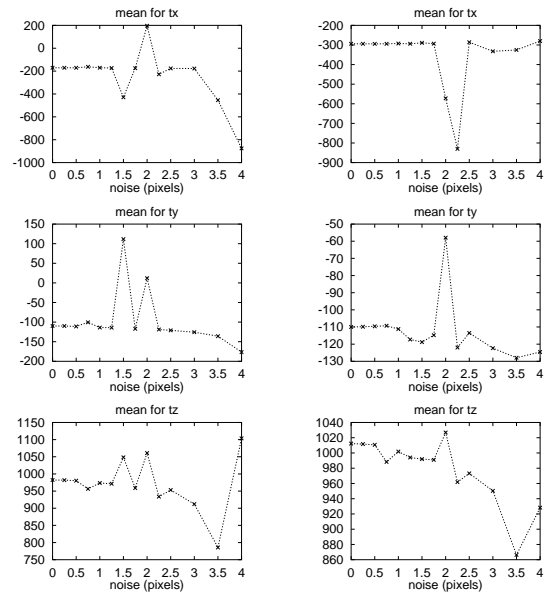 mean for tx
200
0
-200
-400
-600
-800
-1000
0 0.5 1 1.5 2 2.5 3 3.5 4
noise (pixels)
mean for tx
-200
-300
-400
-500
-600
-700
-800
-900
0 0.5 1 1.5 2 2.5 3 3.5 4
noise (pixels)
mean for ty
150
100
50
0
-50
-100
-150
-200
0 0.5 1 1.5 2 2.5 3 3.5 4
noise (pixels)
mean for ty
-50
-60
-70
-80
-90
-100
-110
-120
-130
0 0.5 1 1.5 2 2.5 3 3.5 4
noise (pixels)
mean for tz
1150
1100
1050
1000
950
900
850
800
750
0 0.5 1 1.5 2 2.5 3 3.5 4
noise (pixels)
mean for tz
1040
1020
1000
980
960
940
920
900
880
860
0 0.5 1 1.5 2 2.5 3 3.5 4
noise (pixels)